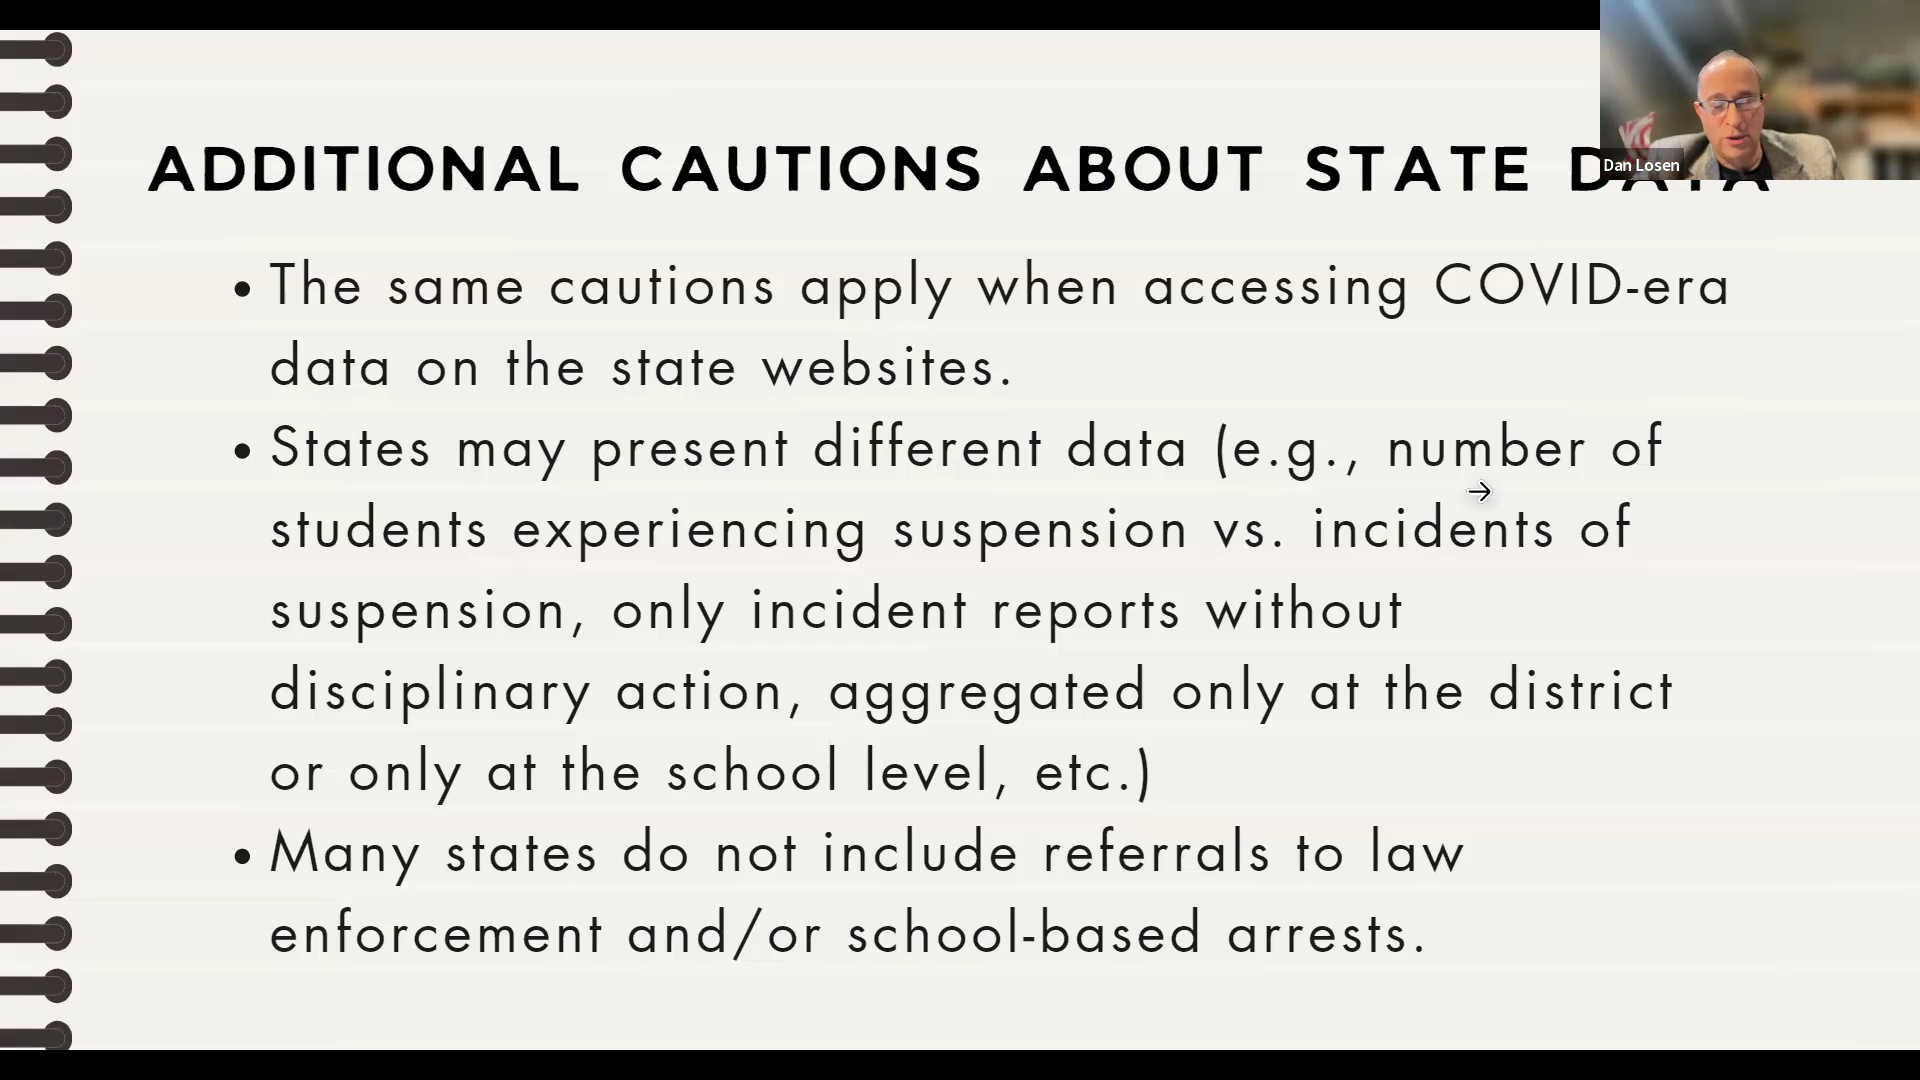 ADDITIONAL CAUTIONS ABOUT STATE DATA
Dan Losen
• The same cautions apply when accessing COVID-era
data on the state websites.
• States may present different data (e.g., number of
students experiencing suspension vs. incidents of
suspension, only incident reports without
disciplinary action, aggregated only at the district
or only at the school level, etc.)
• Many states do not include referrals to law
enforcement and/or school-based arrests.